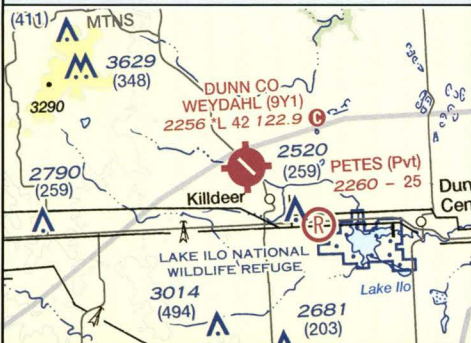 (411) MTNS
3629
(348)
3290
DUNN CO
WEYDAHL (9Y1)
2256 *L 42 122.9 C
2790
(259)
2520
(259)
PETES (Pvt)
2260 - 25
Killdeer
Dun
Cen
R
LAKE ILO NATIONAL
WILDLIFE REFUGE
Lake Ilo
3014
(494)
2681
(203)